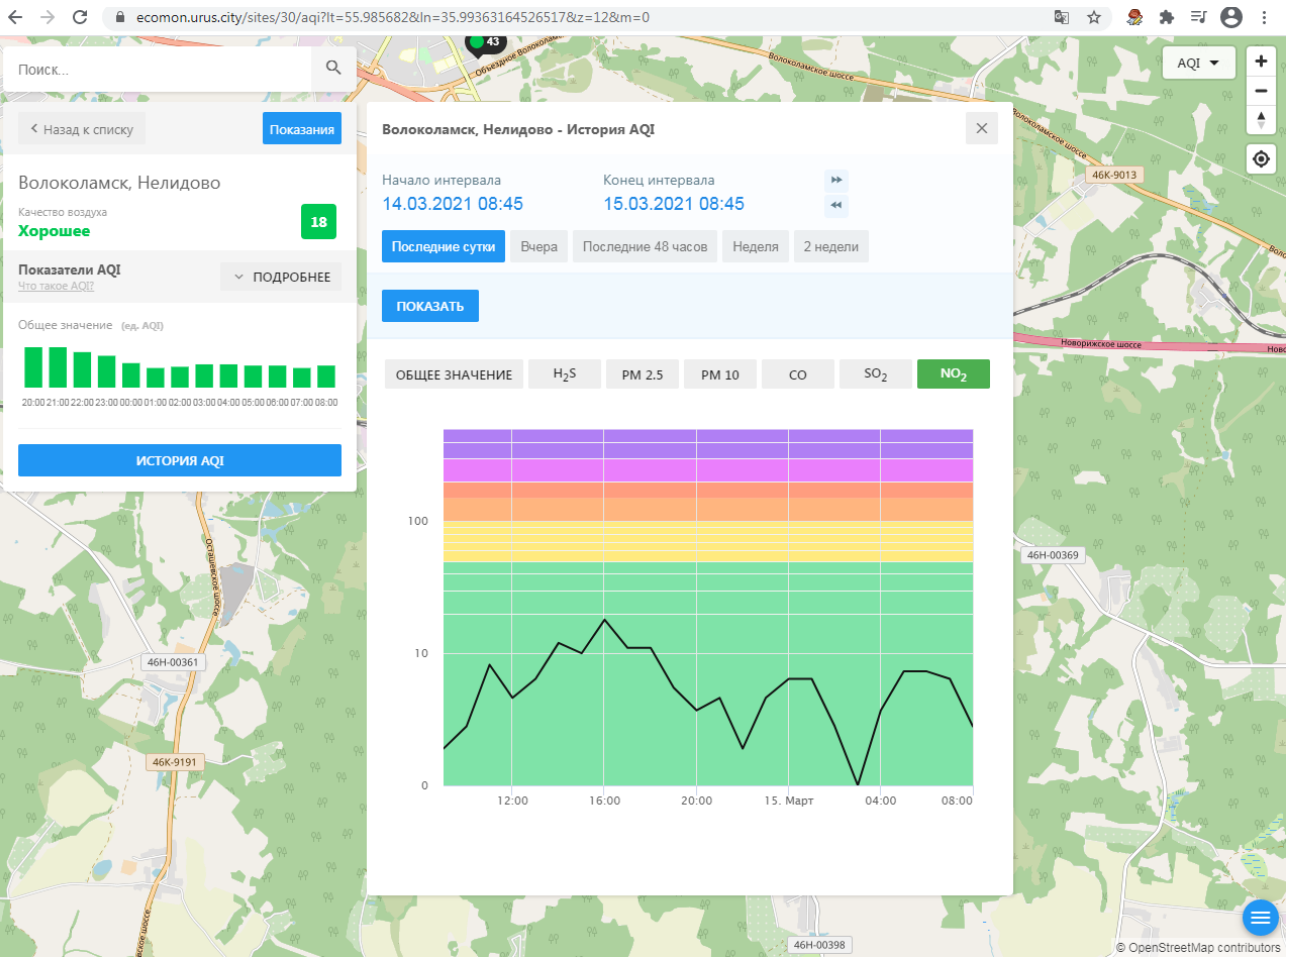 ecomon.urus.city/sites/30/aqi?lt=55.985682&ln=35.99363164526517&z=12&m=0
43
Объездное Волоколамск
Волоколамское шоссе
Поиск...
AQI
Назад к списку
Показания
Волоколамск, Нелидово - История AQI
Волоколамское шоссе
46К-9013
Волоколамск, Нелидово
Начало интервала
Конец интервала
14.03.2021 08:45
15.03.2021 08:45
Качество воздуха
Хорошее
18
Последние сутки
Вчера
Последние 48 часов
Неделя
2 недели
Показатели AQI
Что такое AQI?
ПОДРОБНЕЕ
ПОКАЗАТЬ
Общее значение (ед. AQI)
Новорижское шоссе
Ново
20:00 21:00 22:00 23:00 00:00 01:00 02:00 03:00 04:00 05:00 06:00 07:00 08:00
ОБЩЕЕ ЗНАЧЕНИЕ
H2S
PM 2.5
PM 10
CO
SO2
NO2
ИСТОРИЯ AQI
100
10
0
12:00
16:00
20:00
15. Март
04:00
08:00
Осташевское шоссе
46Н-00369
46Н-00361
46К-9191
46Н-00398
© OpenStreetMap contributors